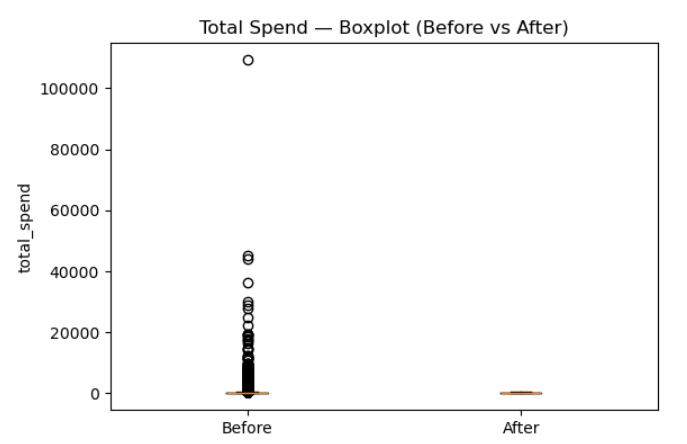 Total Spend — Boxplot (Before vs After)
100000
80000
60000
40000
20000
0
total_spend
Before After